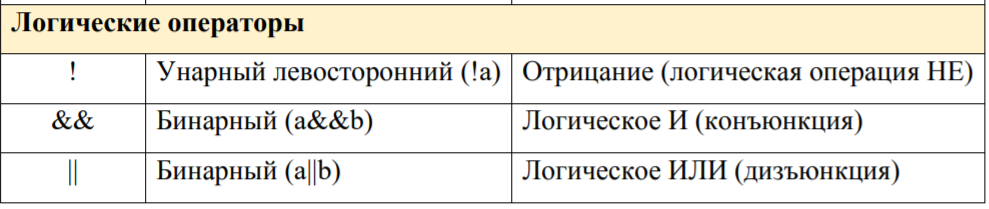 Логические операторы
! Унарный левосторонний (!a) Отрицание (логическая операция НЕ)
&& Бинарный (a&&b) Логическое И (конъюнкция)
|| Бинарный (a||b) Логическое ИЛИ (дизъюнкция)